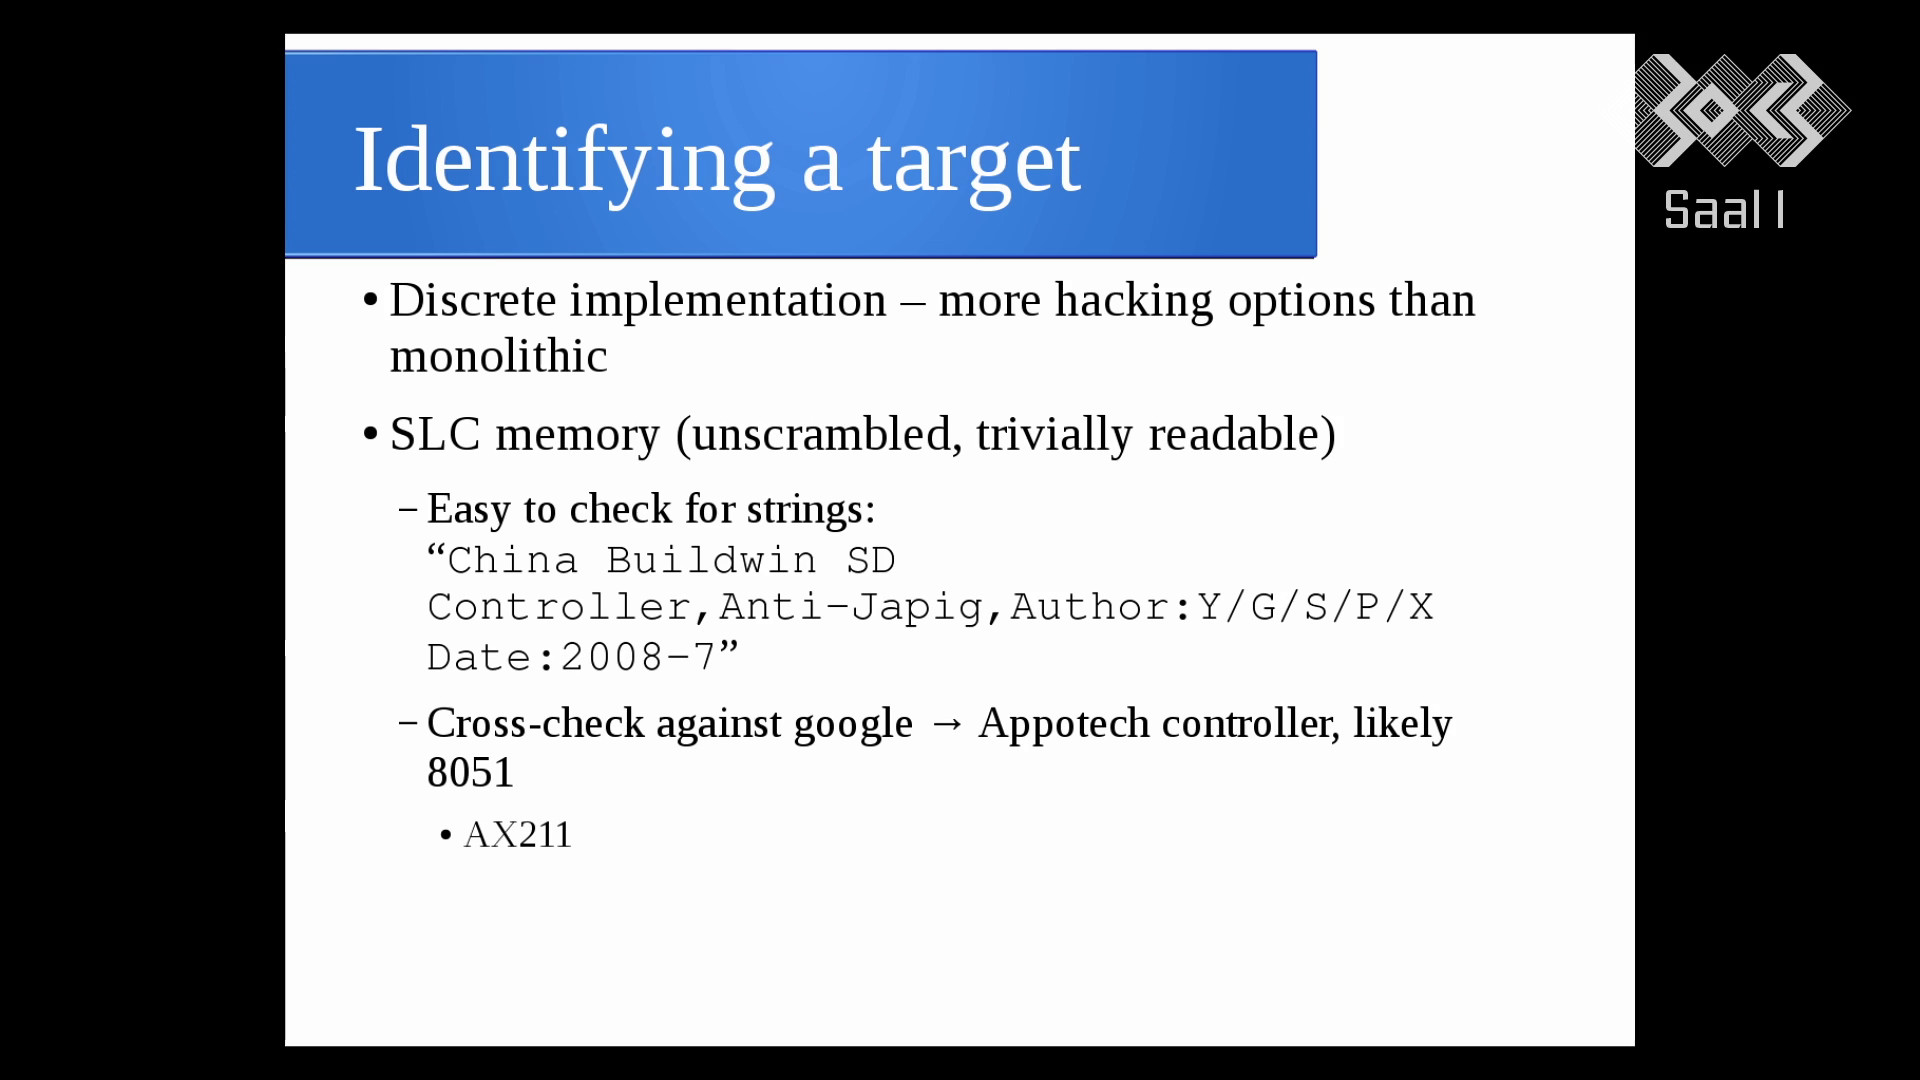 Identifying a target
Saal 1
• Discrete implementation – more hacking options than
monolithic
• SLC memory (unscrambled, trivially readable)
– Easy to check for strings:
“China Buildwin SD
Controller,Anti-Japig,Author:Y/G/S/P/X
Date:2008-7”
– Cross-check against google → Appotech controller, likely
8051
• AX211